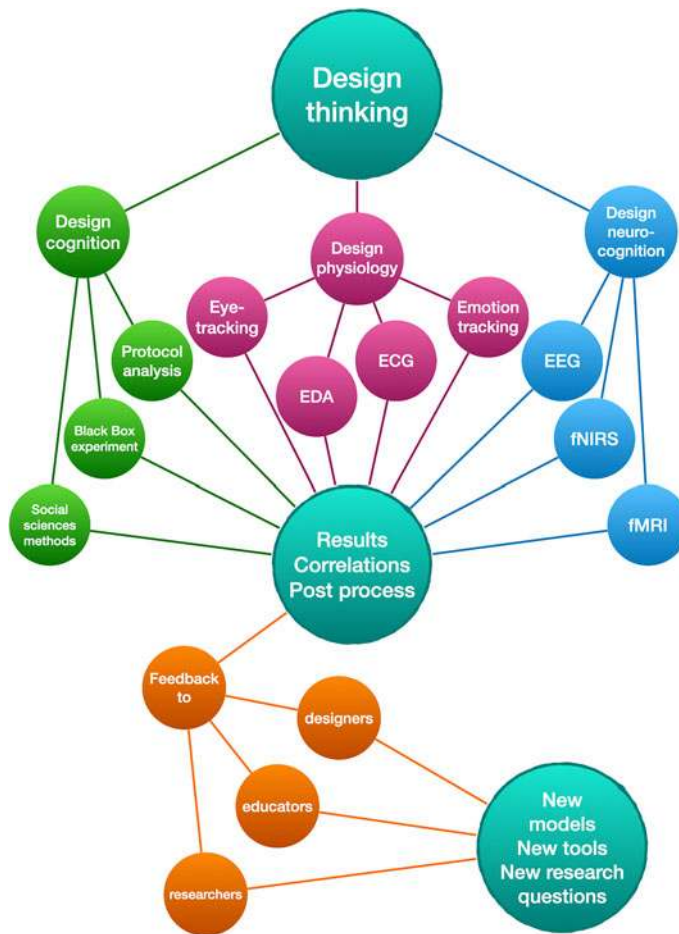 Design
thinking
Design
cognition
Design
physiology
Design
neuro-
cognition
Eye-
tracking
Emotion
tracking
Protocol
analysis
ECG
EEG
EDA
Black Box
experiment
fNIRS
Social
sciences
methods
fMRI
Results
Correlations
Post process
Feedback
to
designers
educators
researchers
New
models
New tools
New research
questions